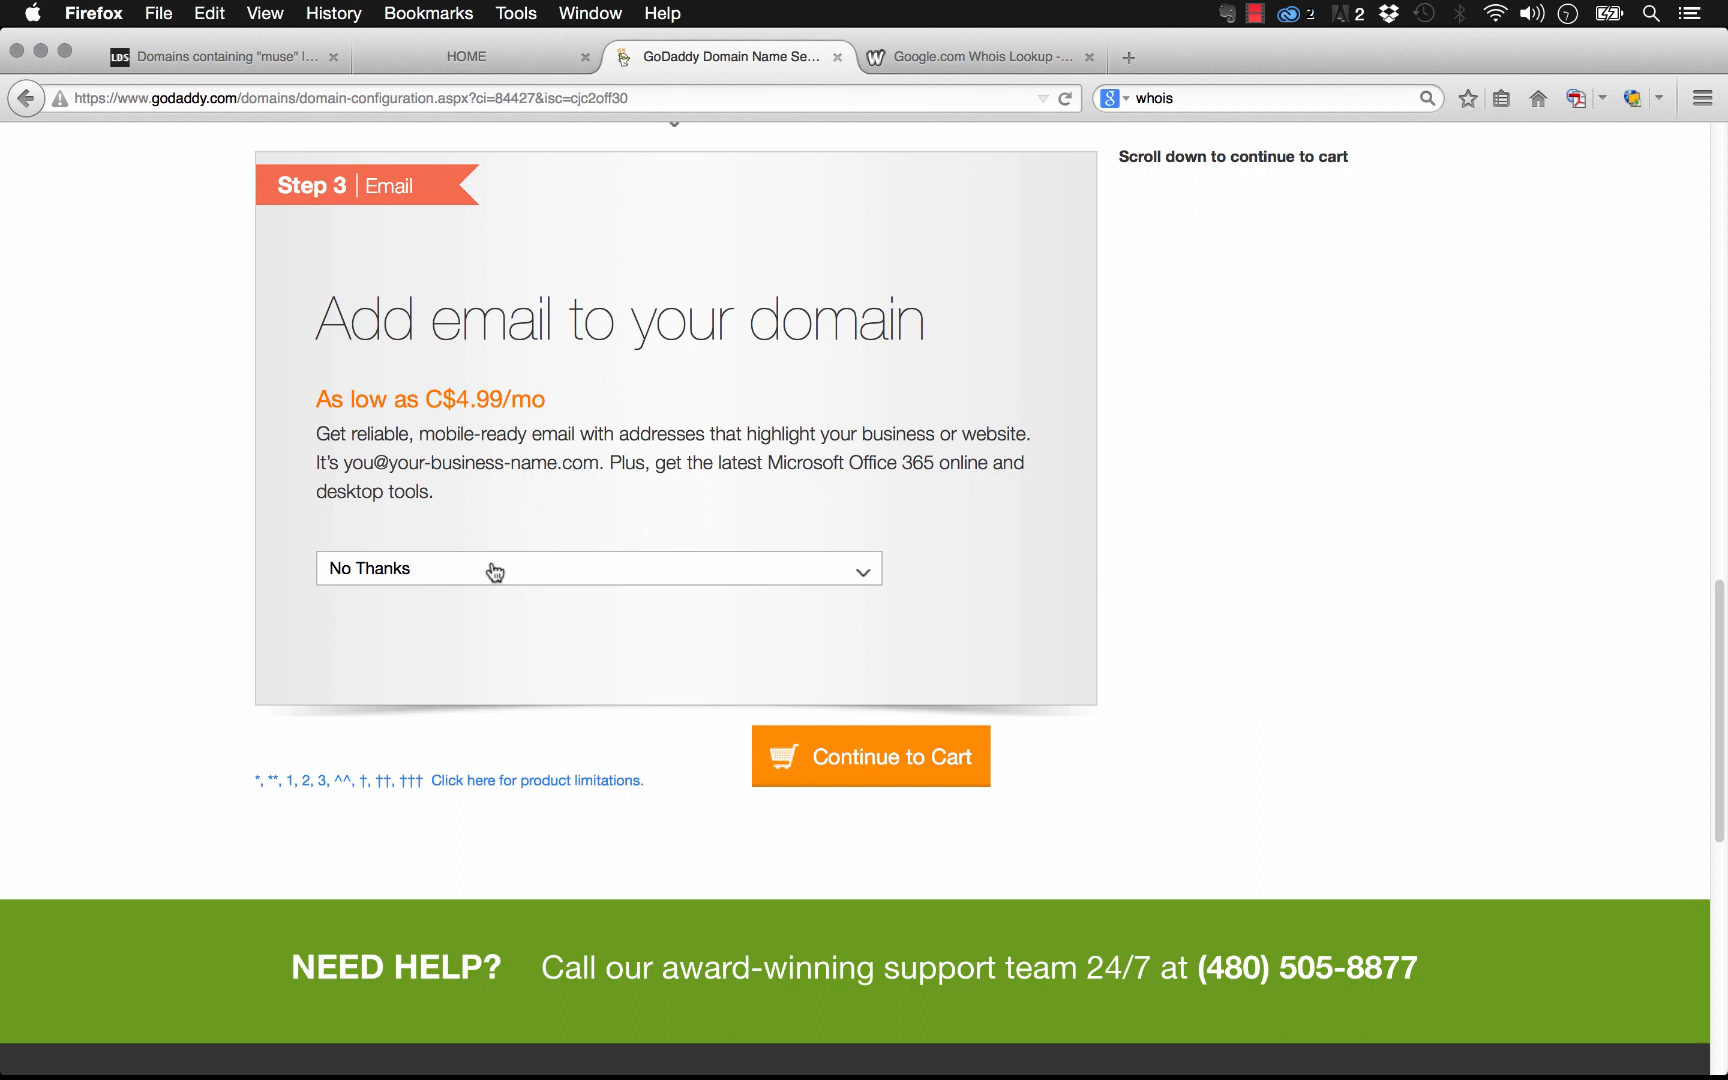 Firefox File Edit View History Bookmarks Tools Window Help 2 2
LDS Domains containing "muse" l... HOME GoDaddy Domain Name Se... W Google.com Whois Lookup -...
https://www.godaddy.com/domains/domain-configuration.aspx?ci=84427&isc=cjc2off30 8 whois
Step 3 | Email
Scroll down to continue to cart
Add email to your domain
As low as C$4.99/mo
Get reliable, mobile-ready email with addresses that highlight your business or website.
It's you@your-business-name.com. Plus, get the latest Microsoft Office 365 online and
desktop tools.
No Thanks
Continue to Cart
*, **, 1, 2, 3, ^^, †, ††, ††† Click here for product limitations.
NEED HELP? Call our award-winning support team 24/7 at (480) 505-8877